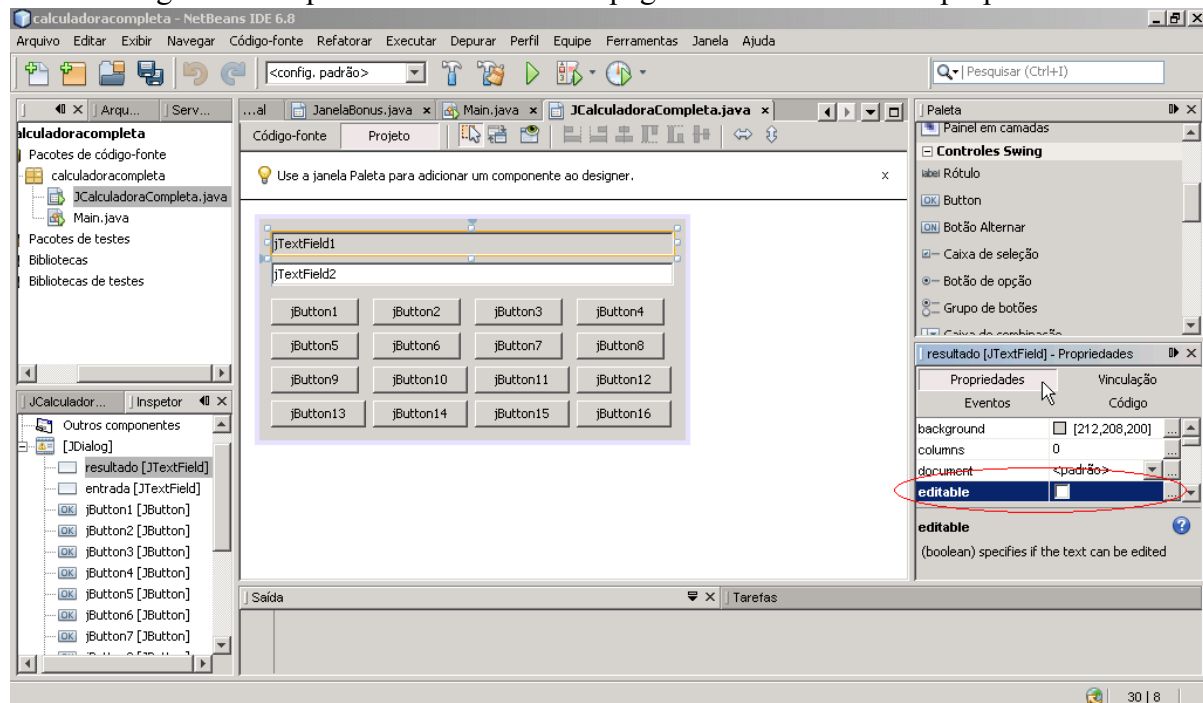 calculadoracompleta - NetBeans IDE 6.8
Arquivo Editar Exibir Navegar Código-fonte Refatorar Executar Depurar Perfil Equipe Ferramentas Janela Ajuda
<config. padrão>
Pesquisar (Ctrl+I)
Arqu... Serv...
alculadoracompleta
Pacotes de código-fonte
calculadoracompleta
JCalculadoraCompleta.java
Main.java
Pacotes de testes
Bibliotecas
Bibliotecas de testes
JCalculador... Inspetor
Outros componentes
[JDialog]
resultado [JTextField]
entrada [JTextField]
jButton1 [JButton]
jButton2 [JButton]
jButton3 [JButton]
jButton4 [JButton]
jButton5 [JButton]
jButton6 [JButton]
jButton7 [JButton]
...al JanelaBonus.java Main.java JCalculadoraCompleta.java
Código-fonte Projeto
Use a janela Paleta para adicionar um componente ao designer. x
jTextField1
jTextField2
jButton1 jButton2 jButton3 jButton4
jButton5 jButton6 jButton7 jButton8
jButton9 jButton10 jButton11 jButton12
jButton13 jButton14 jButton15 jButton16
Saída Tarefas
Paleta
Painel em camadas
Controles Swing
label Rótulo
OK Button
ON Botão Alternar
Caixa de seleção
Botão de opção
Grupo de botões
resultado [JTextField] - Propriedades
Propriedades Vinculação
Eventos Código
background [212,208,200] ...
columns 0 ...
document <padrão> ...
editable ...
editable
(boolean) specifies if the text can be edited
30 | 8